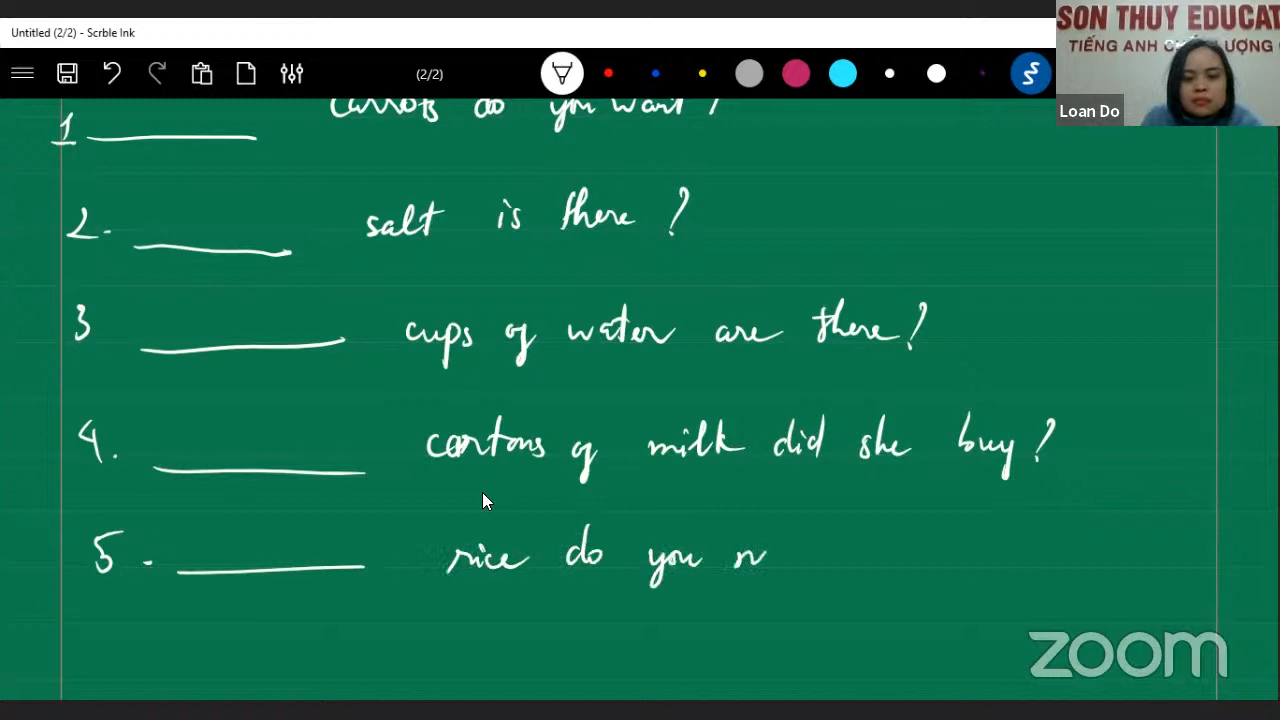 Untitled (2/2) - Scrble Ink
SON THUY EDUCAT
TIẾNG ANH CHẤT LƯỢNG
(2/2)
Loan Do
1 ______ carrots do you want?
2. ______ salt is there?
3 ______ cups of water are there?
4. ______ cartons of milk did she buy?
5. ______ rice do you n
zoom